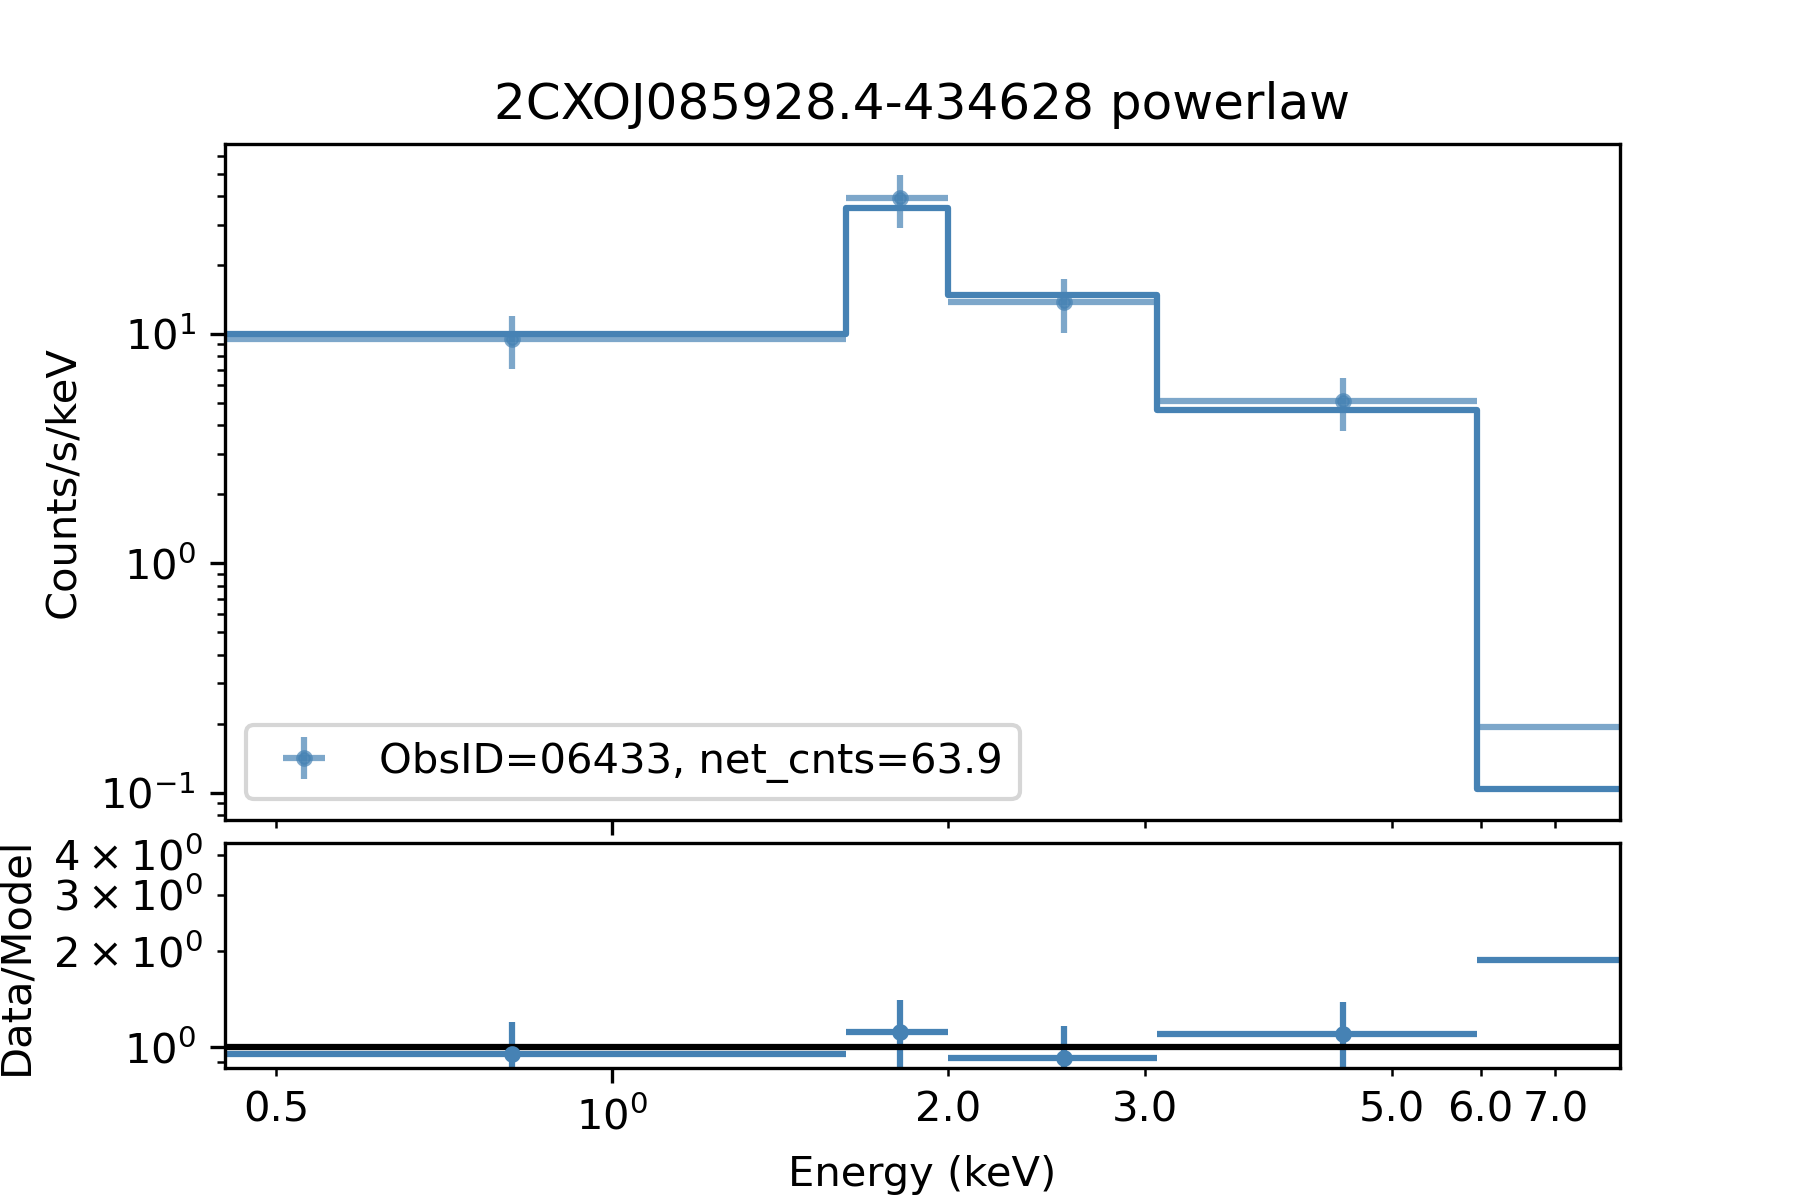 2CXOJ085928.4-434628 powerlaw
Counts/s/keV
10¹
10⁰
10⁻¹
ObsID=06433, net_cnts=63.9
Data/Model
4 × 10⁰
3 × 10⁰
2 × 10⁰
10⁰
0.5 10⁰ 2.0 3.0 5.0 6.0 7.0
Energy (keV)